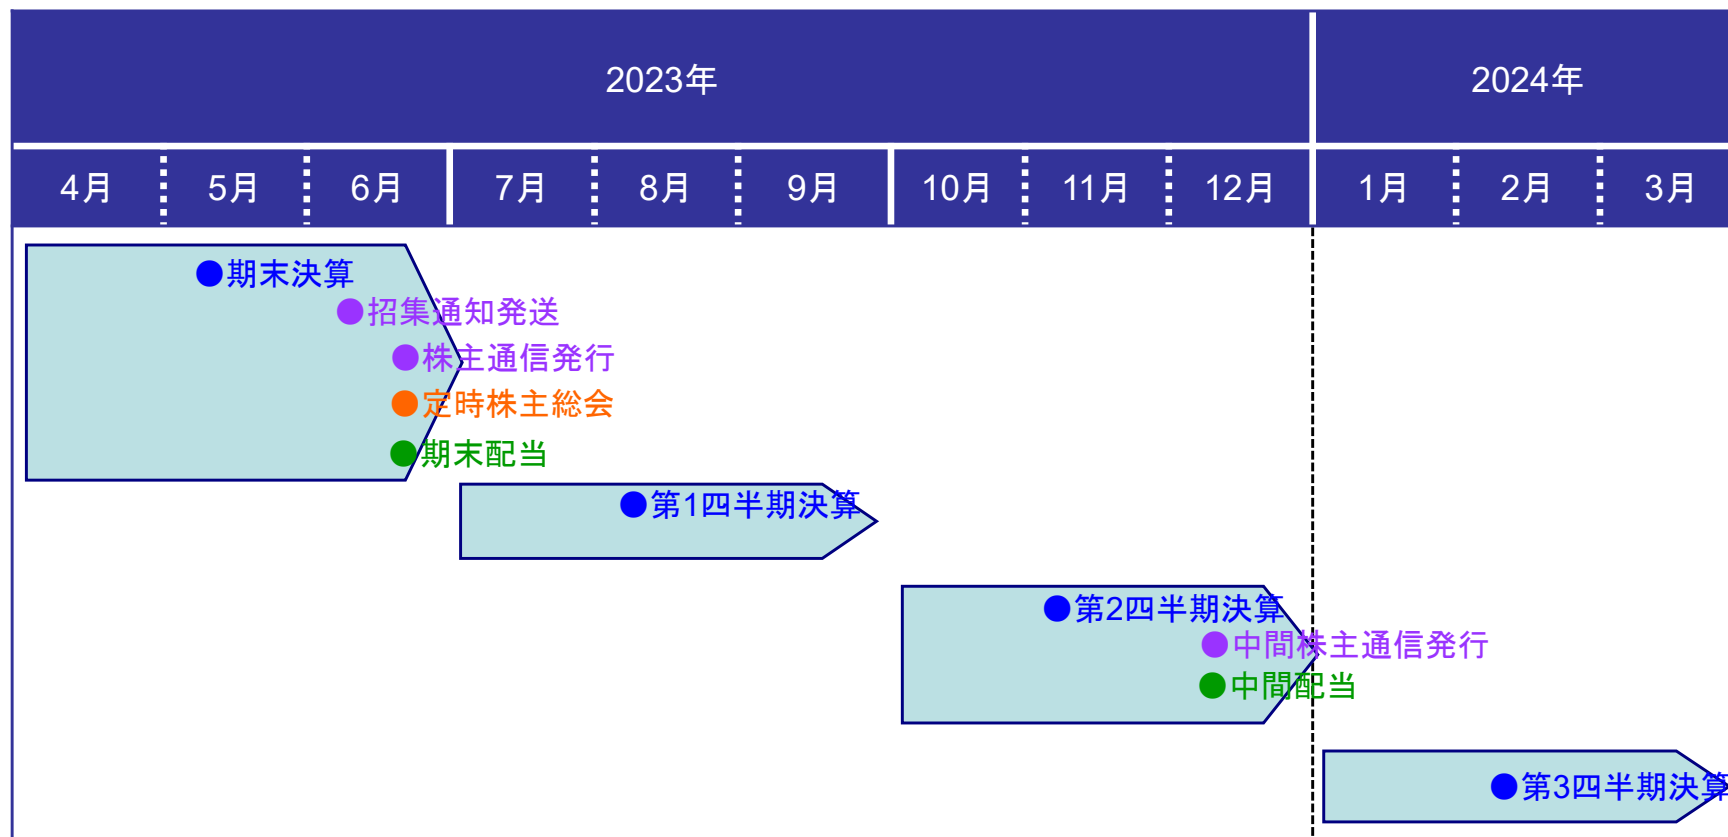 2023年 2024年
4月 5月 6月 7月 8月 9月 10月 11月 12月 1月 2月 3月
●期末決算
●招集通知発送
●株主通信発行
●定時株主総会
●期末配当
●第1四半期決算
●第2四半期決算
●中間株主通信発行
●中間配当
●第3四半期決算